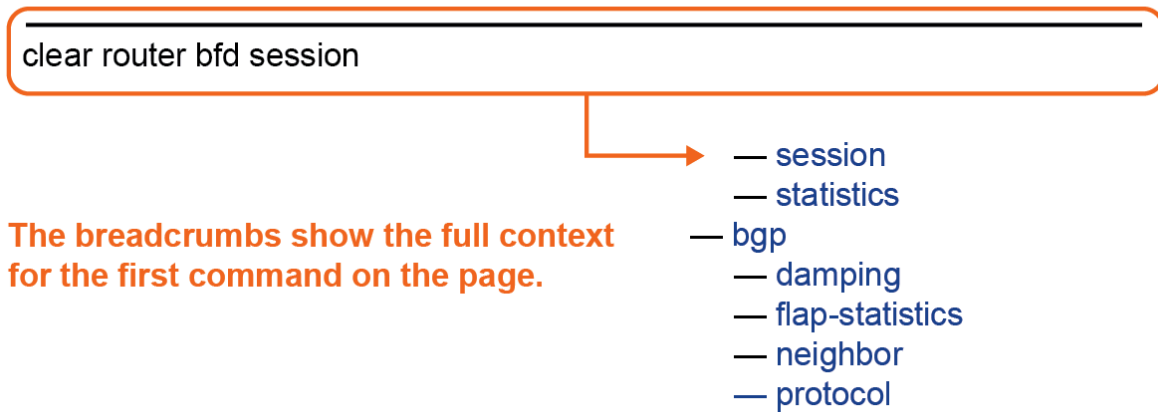 clear router bfd session
— session
— statistics
The breadcrumbs show the full context
for the first command on the page.
— bgp
— damping
— flap-statistics
— neighbor
— protocol